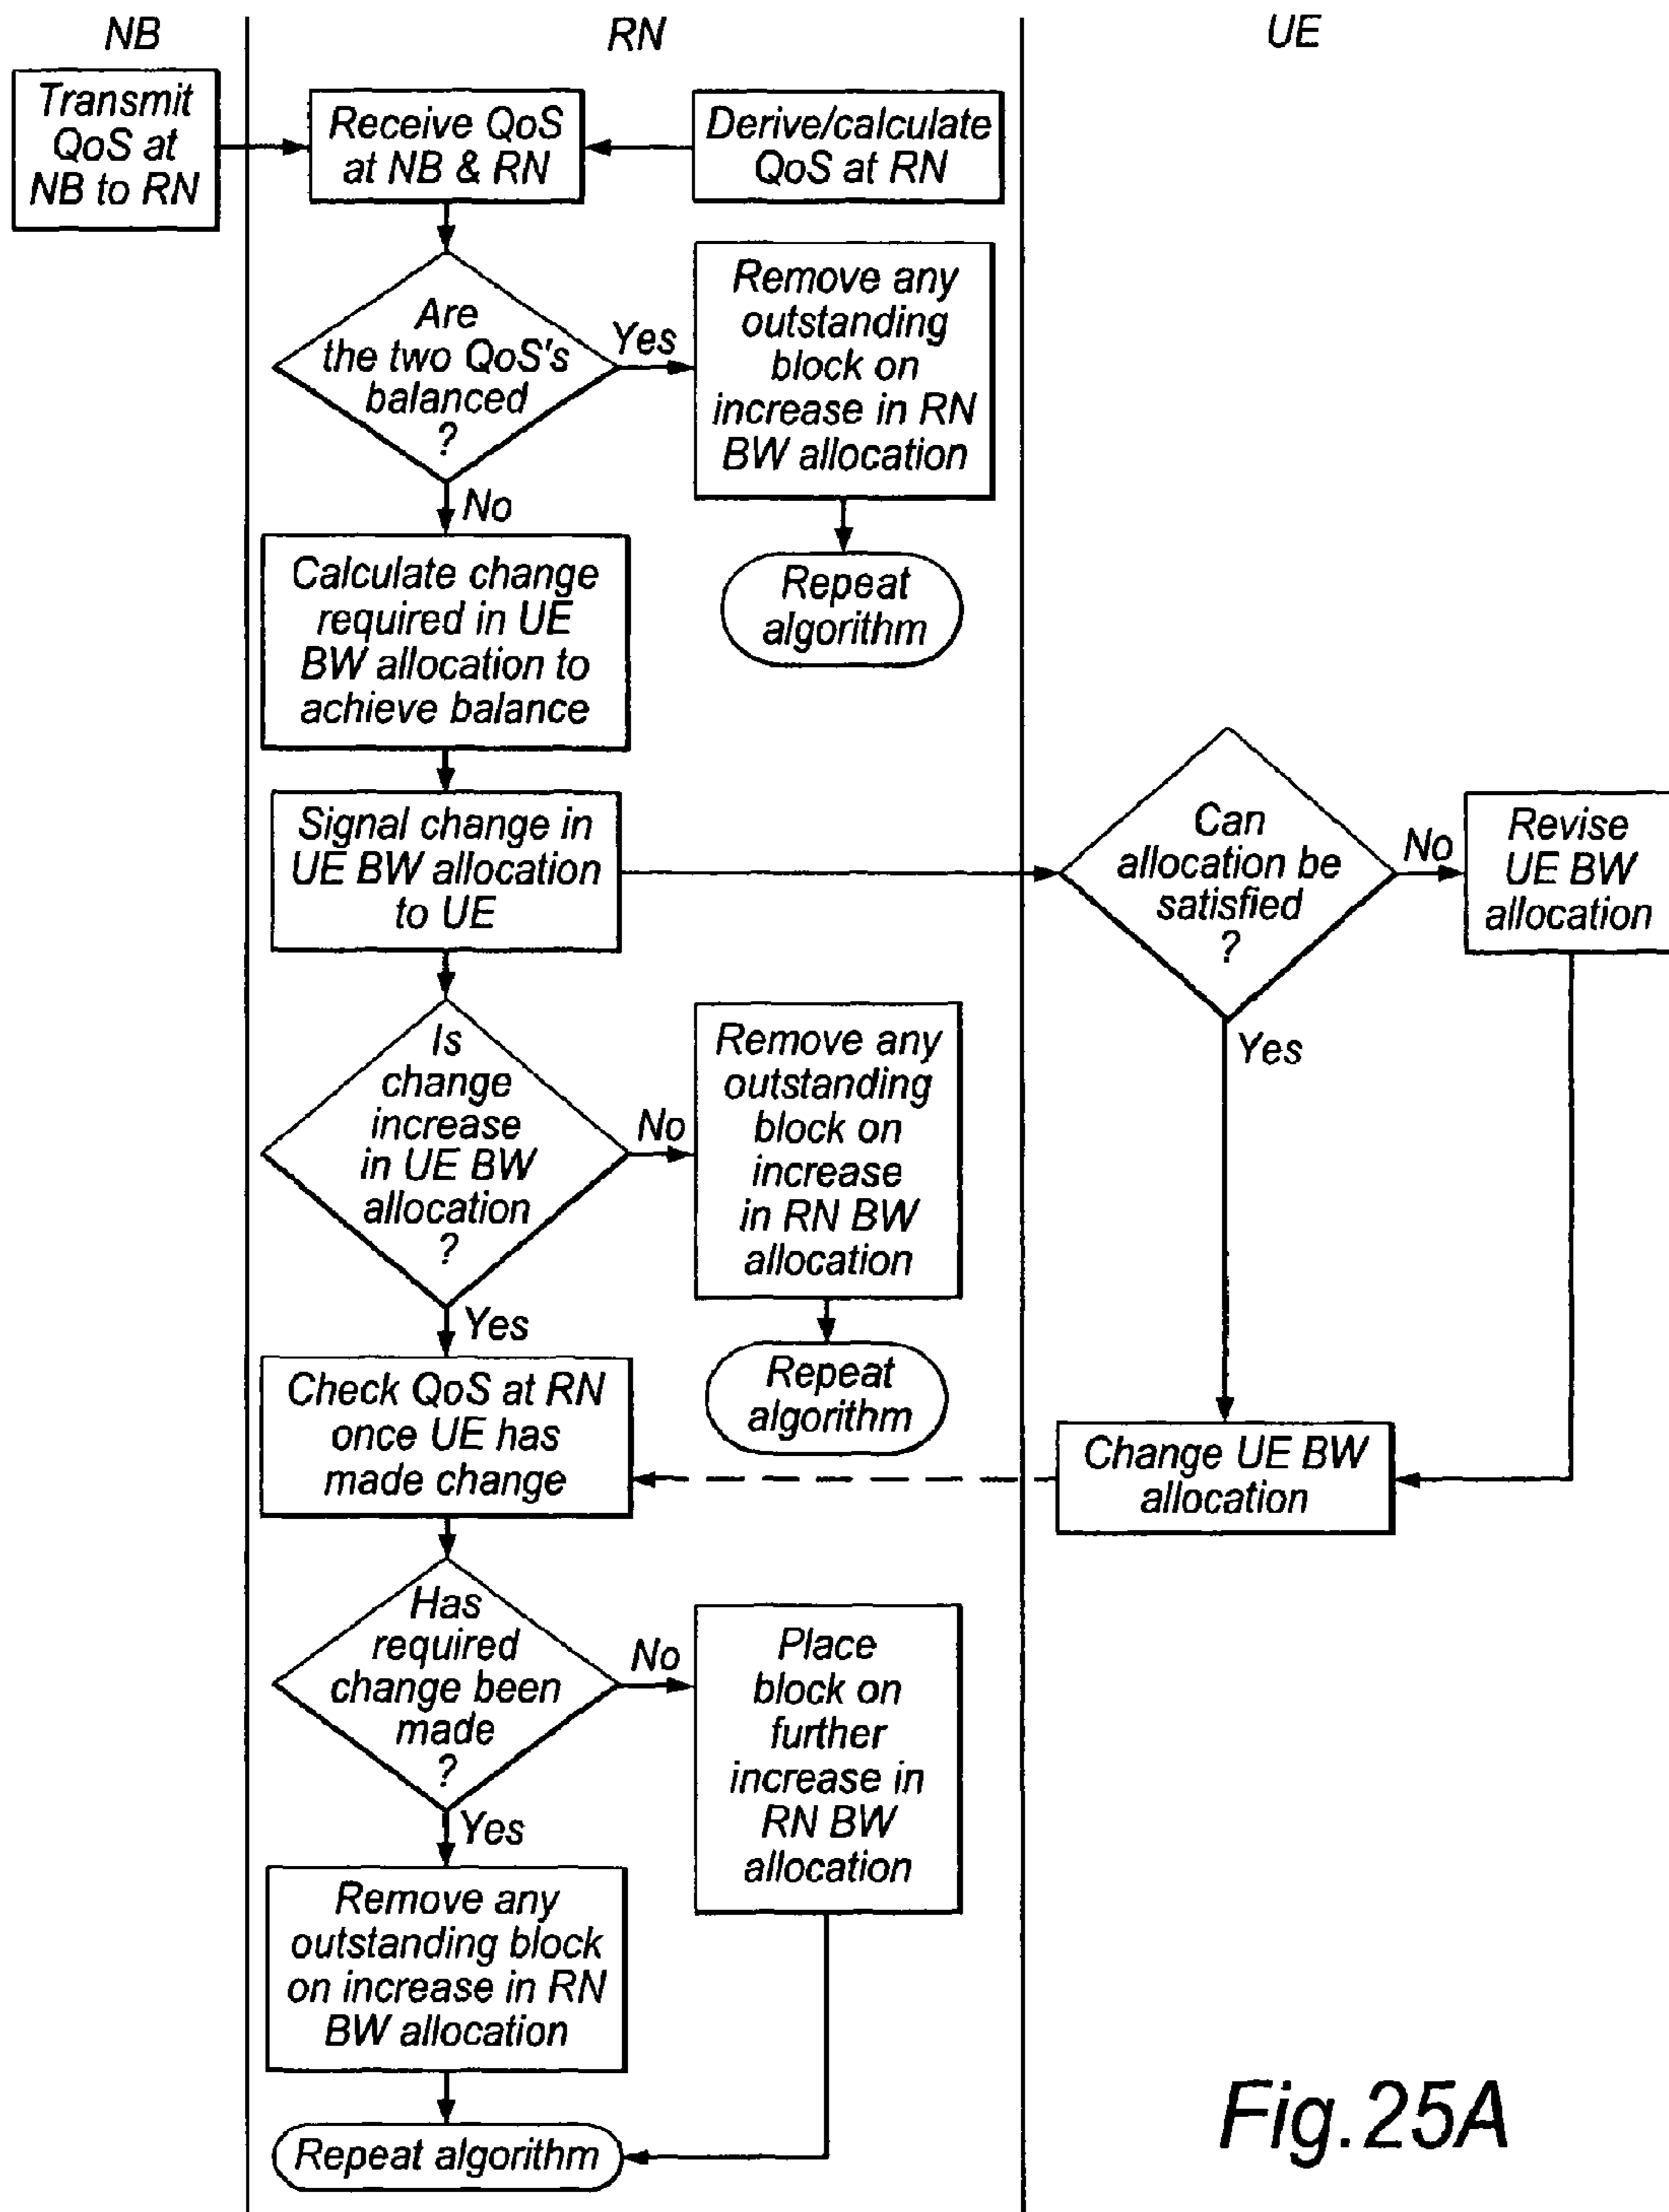 NB
RN
UE
Transmit
QoS at
NB to RN
Receive QoS
at NB & RN
Derive/calculate
QoS at RN
Are
the two QoS's
balanced
?
Yes
Remove any
outstanding
block on
increase in RN
BW allocation
Repeat
algorithm
No
Calculate change
required in UE
BW allocation to
achieve balance
Signal change in
UE BW allocation
to UE
Can
allocation be
satisfied
?
No
Revise
UE BW
allocation
Yes
Is
change
increase
in UE BW
allocation
?
No
Remove any
outstanding
block on
increase
in RN BW
allocation
Repeat
algorithm
Yes
Check QoS at RN
once UE has
made change
Change UE BW
allocation
Has
required
change been
made
?
No
Place
block on
further
increase in
RN BW
allocation
Yes
Remove any
outstanding block
on increase in RN
BW allocation
Repeat algorithm
Fig.25A